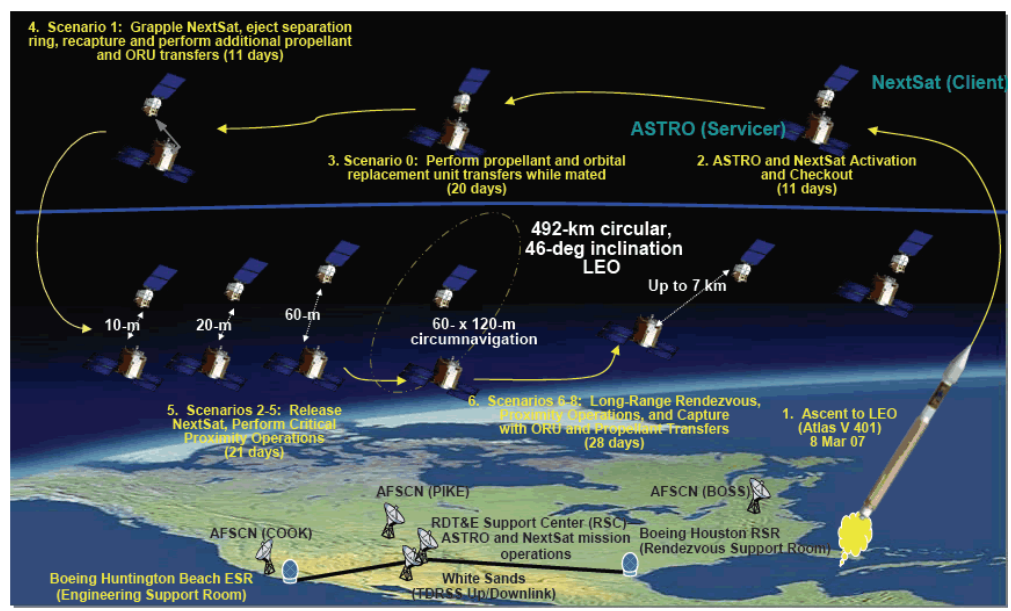 4. Scenario 1: Grapple NextSat, eject separation
ring, recapture and perform additional propellant
and ORU transfers (11 days)
NextSat (Client)
ASTRO (Servicer)
3. Scenario 0: Perform propellant and orbital
replacement unit transfers while mated
(20 days)
2. ASTRO and NextSat Activation
and Checkout
(11 days)
492-km circular,
46-deg inclination
LEO
10-m
20-m
60-m
60- x 120-m
circumnavigation
Up to 7 km
5. Scenarios 2-5: Release
NextSat, Perform Critical
Proximity Operations
(21 days)
6. Scenarios 6-8: Long-Range Rendezvous,
Proximity Operations, and Capture
with ORU and Propellant Transfers
(28 days)
1. Ascent to LEO
(Atlas V 401)
8 Mar 07
AFSCN (PIKE)
AFSCN (BOSS)
AFSCN (COOK)
RDT&E Support Center (RSC)
ASTRO and NextSat mission
operations
Boeing Houston RSR
(Rendezvous Support Room)
Boeing Huntington Beach ESR
(Engineering Support Room)
White Sands
(TDRSS Up/Downlink)